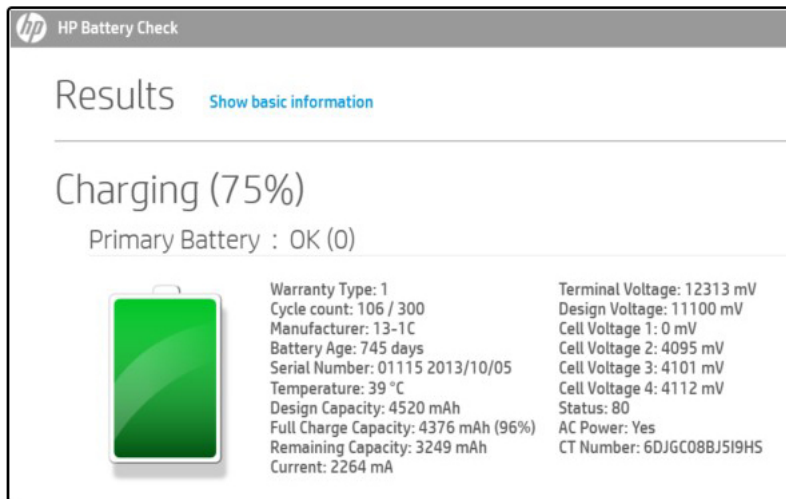 hp HP Battery Check
Results Show basic information
Charging (75%)
Primary Battery : OK (0)
Warranty Type: 1
Cycle count: 106 / 300
Manufacturer: 13-1C
Battery Age: 745 days
Serial Number: 01115 2013/10/05
Temperature: 39 °C
Design Capacity: 4520 mAh
Full Charge Capacity: 4376 mAh (96%)
Remaining Capacity: 3249 mAh
Current: 2264 mA
Terminal Voltage: 12313 mV
Design Voltage: 11100 mV
Cell Voltage 1: 0 mV
Cell Voltage 2: 4095 mV
Cell Voltage 3: 4101 mV
Cell Voltage 4: 4112 mV
Status: 80
AC Power: Yes
CT Number: 6DJGC08BJ5I9HS